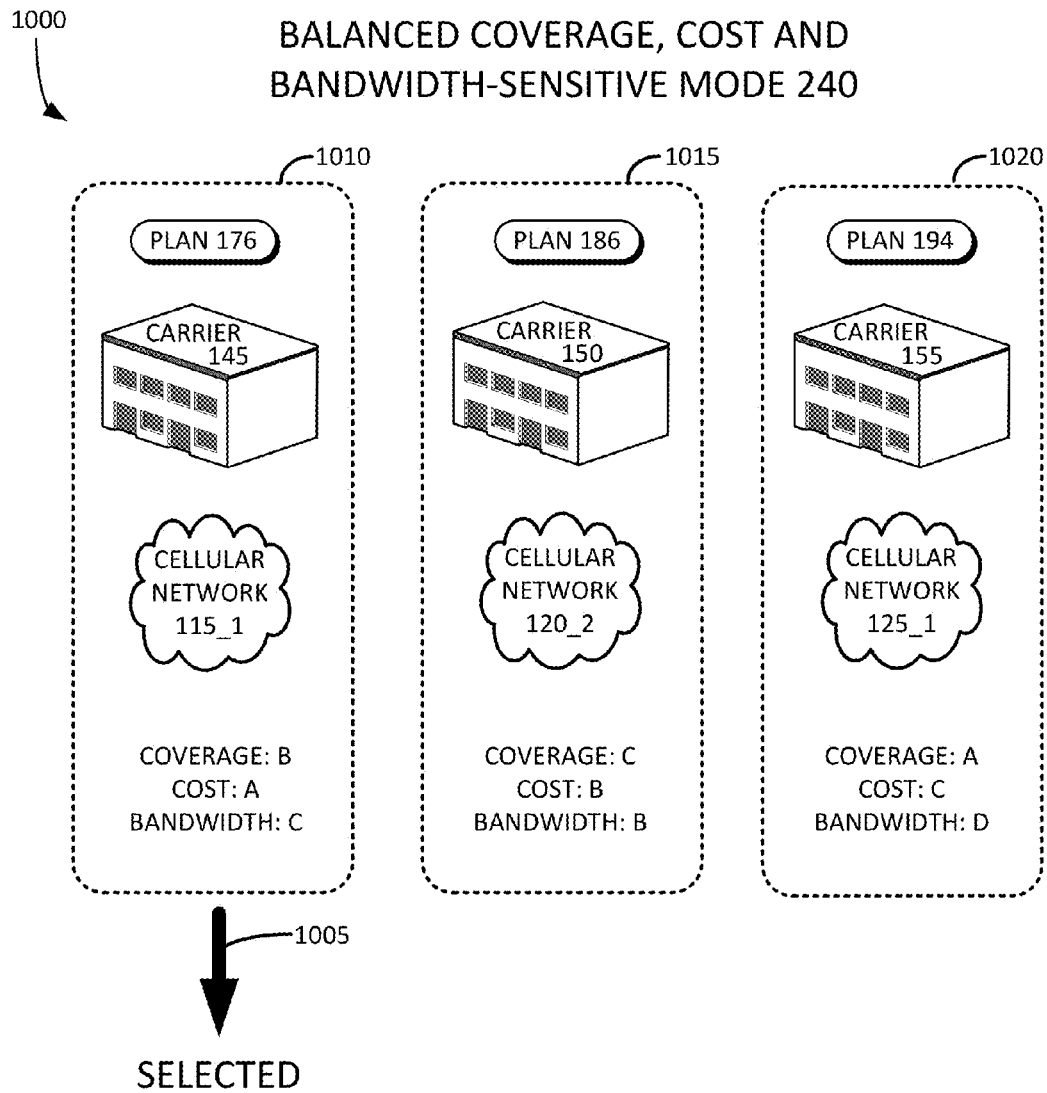 1000
BALANCED COVERAGE, COST AND
BANDWIDTH-SENSITIVE MODE 240
1010
PLAN 176
CARRIER
145
CELLULAR
NETWORK
115_1
COVERAGE: B
COST: A
BANDWIDTH: C
1015
PLAN 186
CARRIER
150
CELLULAR
NETWORK
120_2
COVERAGE: C
COST: B
BANDWIDTH: B
1020
PLAN 194
CARRIER
155
CELLULAR
NETWORK
125_1
COVERAGE: A
COST: C
BANDWIDTH: D
1005
SELECTED